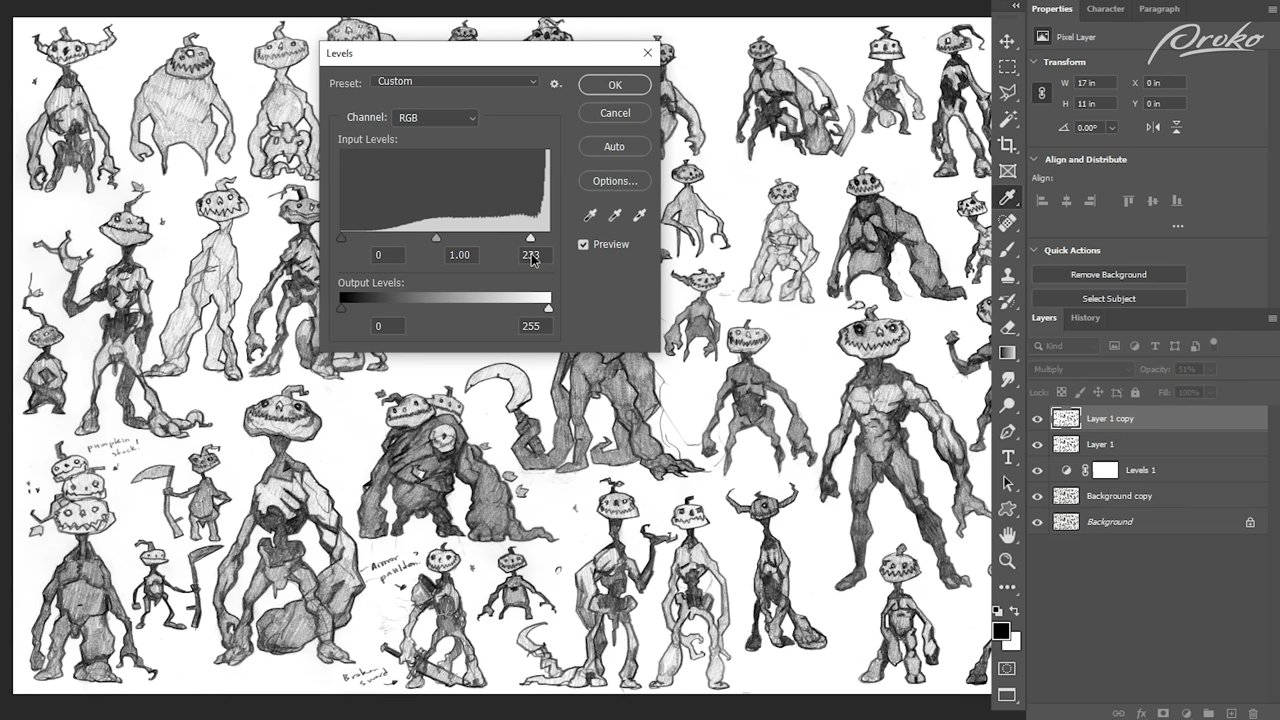 Levels
Preset:
Custom
OK
Cancel
Channel:
RGB
Input Levels:
Auto
Options...
Preview
0
1.00
Output Levels:
0
255
pumpkin
stack.
Armor
pauldron
Broken
sword
Properties
Character
Paragraph
Proko
Pixel Layer
Transform
W
17 in
X
0 in
H
11 in
Y
0 in
0.00°
Align and Distribute
Align:
Quick Actions
Remove Background
Select Subject
Layers
History
Kind
Multiply
Opacity:
51%
Lock:
Fill:
100%
Layer 1 copy
Layer 1
Levels 1
Background copy
Background